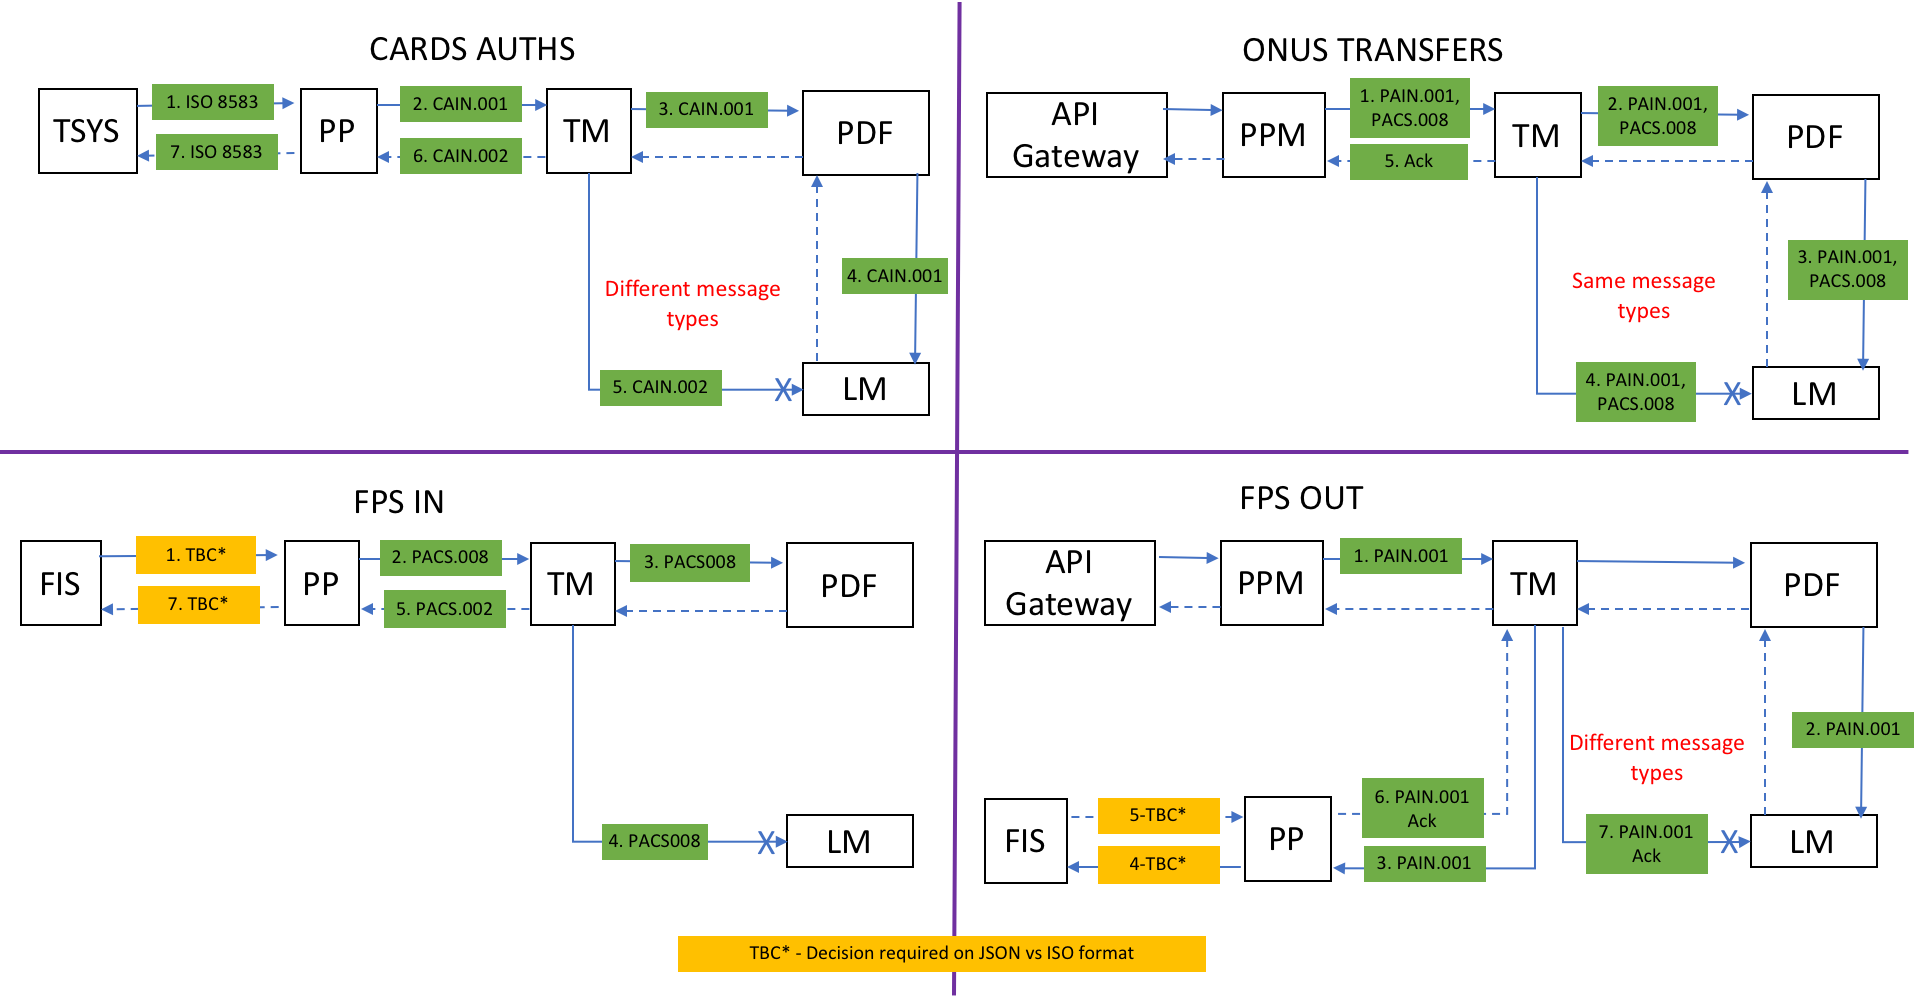 CARDS AUTHS
TSYS
1. ISO 8583
7. ISO 8583
PP
2. CAIN.001
6. CAIN.002
TM
3. CAIN.001
PDF
4. CAIN.001
Different message
types
5. CAIN.002
X
LM
ONUS TRANSFERS
API
Gateway
PPM
1. PAIN.001,
PACS.008
5. Ack
TM
2. PAIN.001,
PACS.008
PDF
3. PAIN.001,
PACS.008
Same message
types
4. PAIN.001,
PACS.008
X
LM
FPS IN
FIS
1. TBC*
7. TBC*
PP
2. PACS.008
5. PACS.002
TM
3. PACS008
PDF
4. PACS008
X
LM
FPS OUT
API
Gateway
PPM
1. PAIN.001
TM
PDF
2. PAIN.001
Different message
types
FIS
5-TBC*
4-TBC*
PP
6. PAIN.001
Ack
3. PAIN.001
7. PAIN.001
Ack
X
LM
TBC* - Decision required on JSON vs ISO format